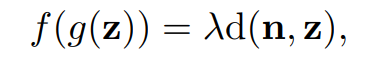 f(g(z)) = λd(n, z),